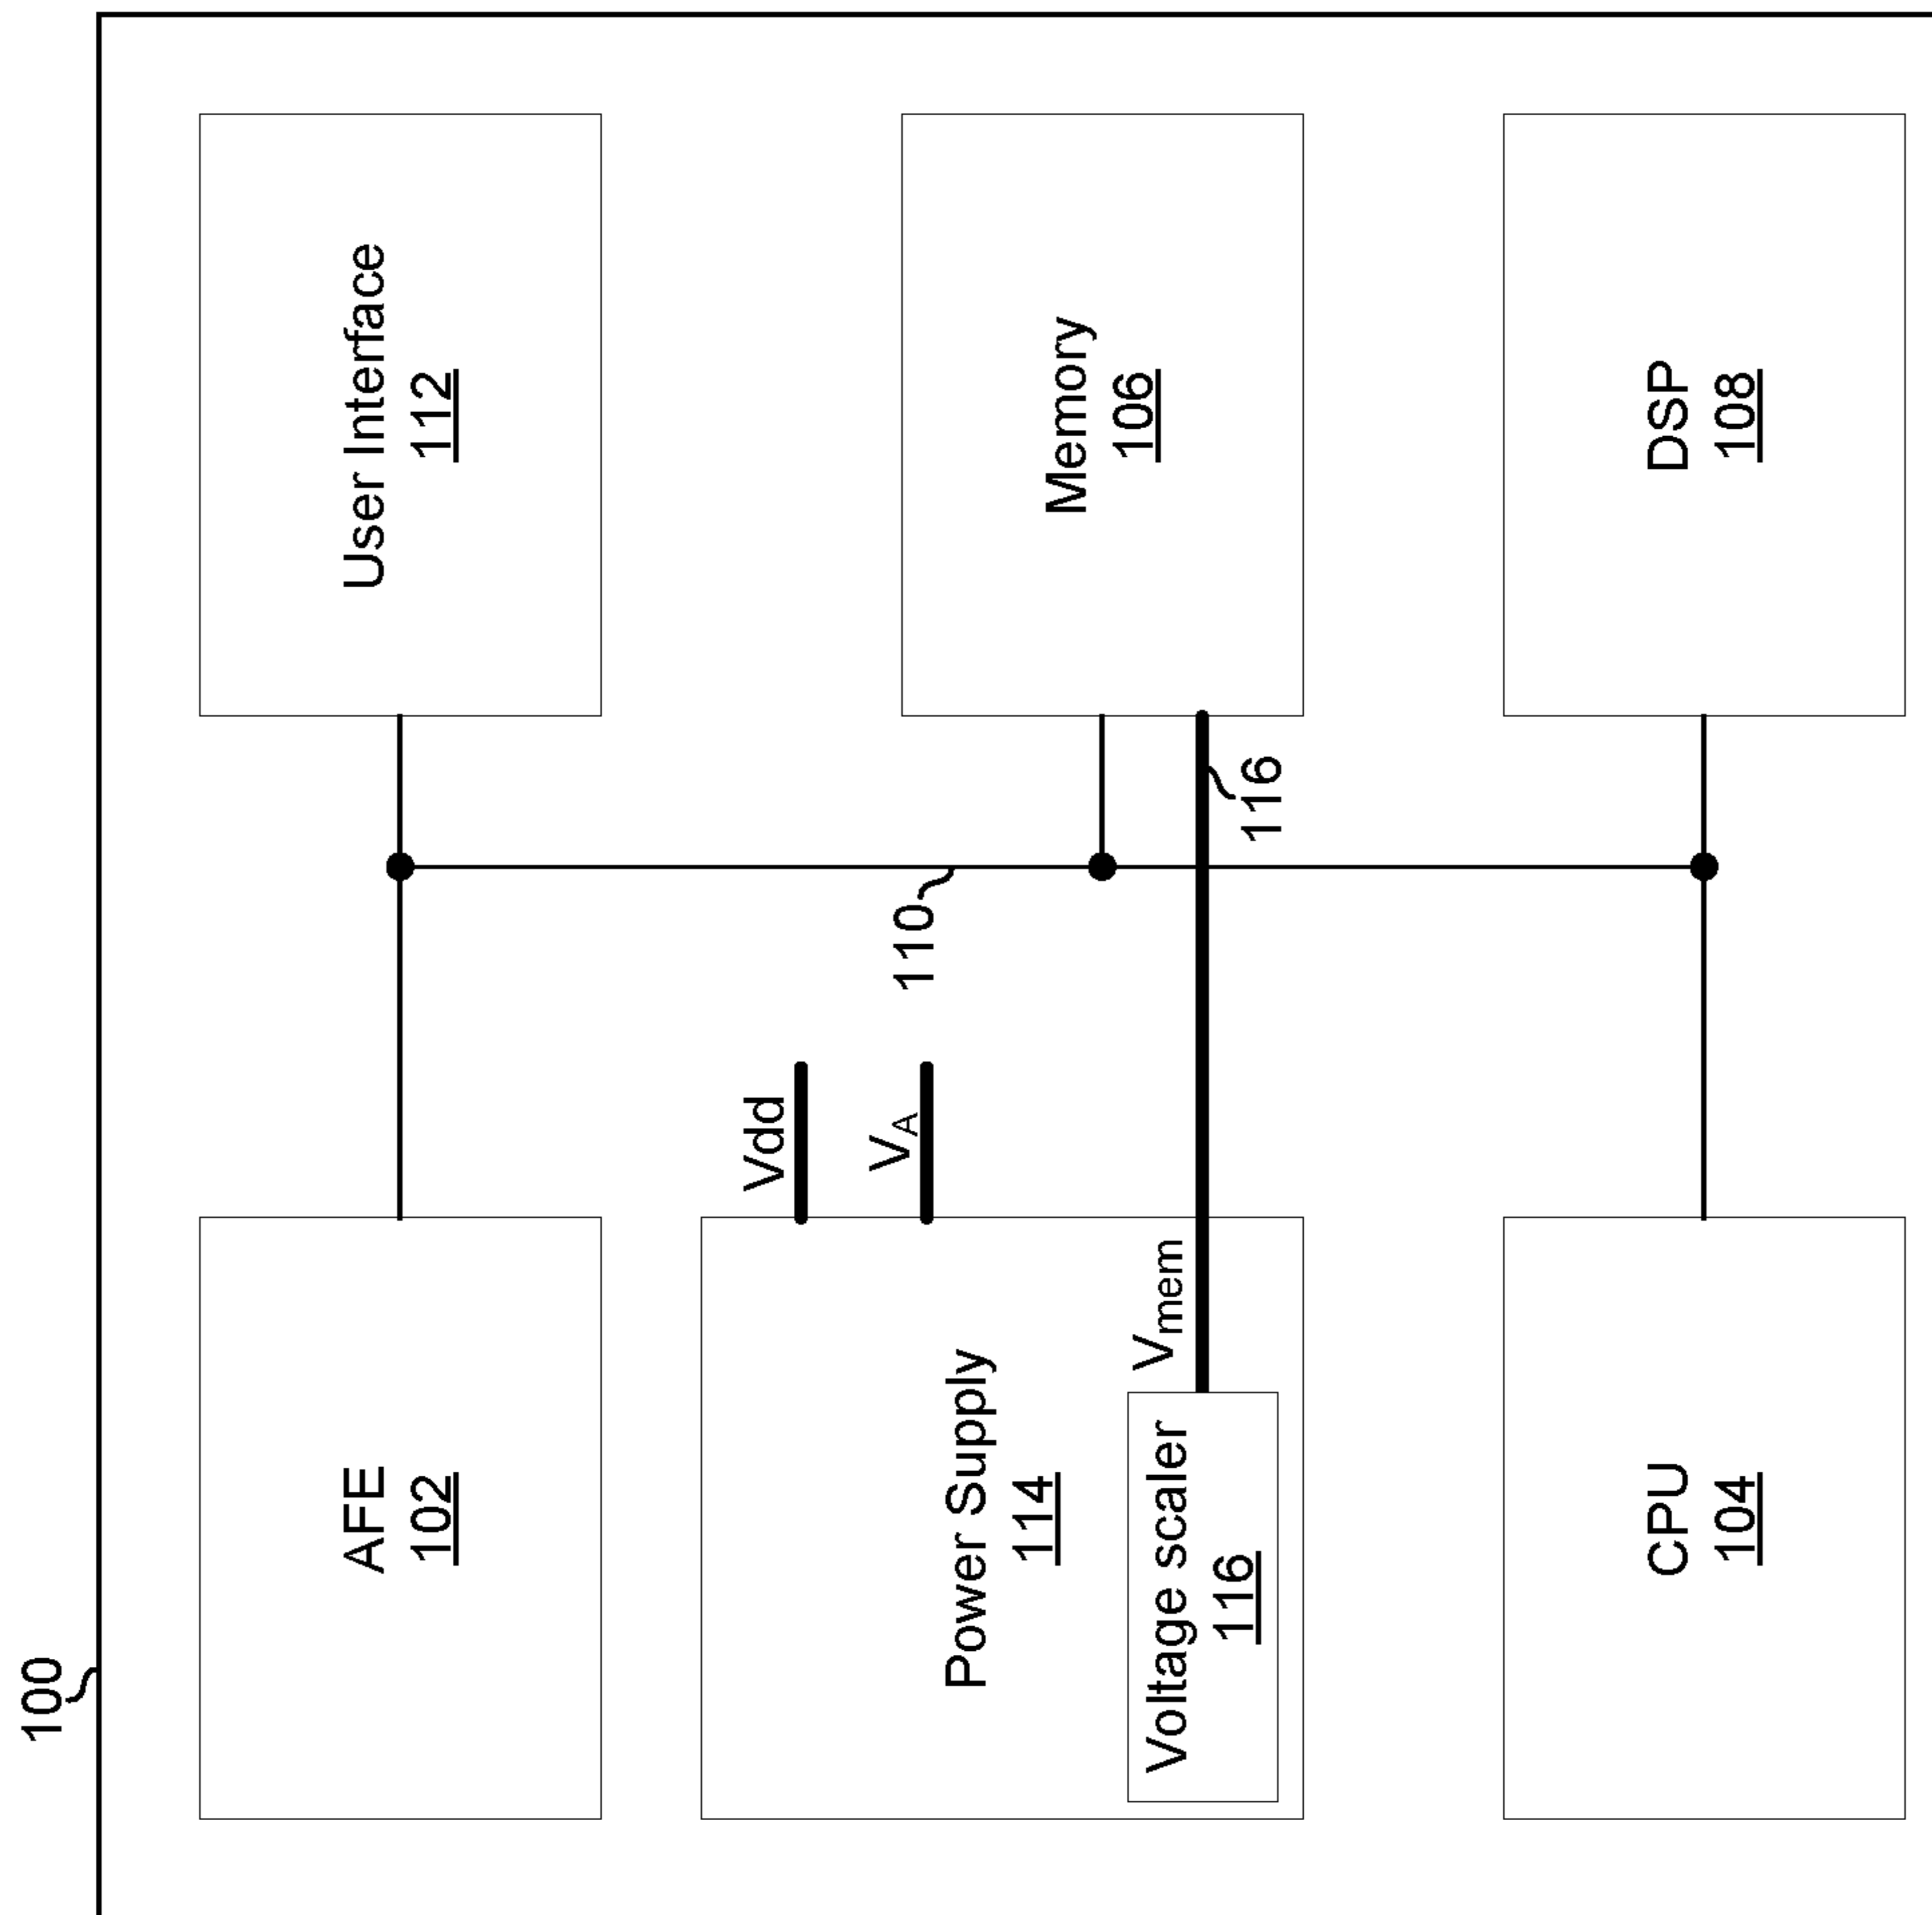 100
AFE
102
User Interface
112
Vdd
VA
110
Power Supply
114
Memory
106
Vmem
Voltage scaler
116
116
CPU
104
DSP
108